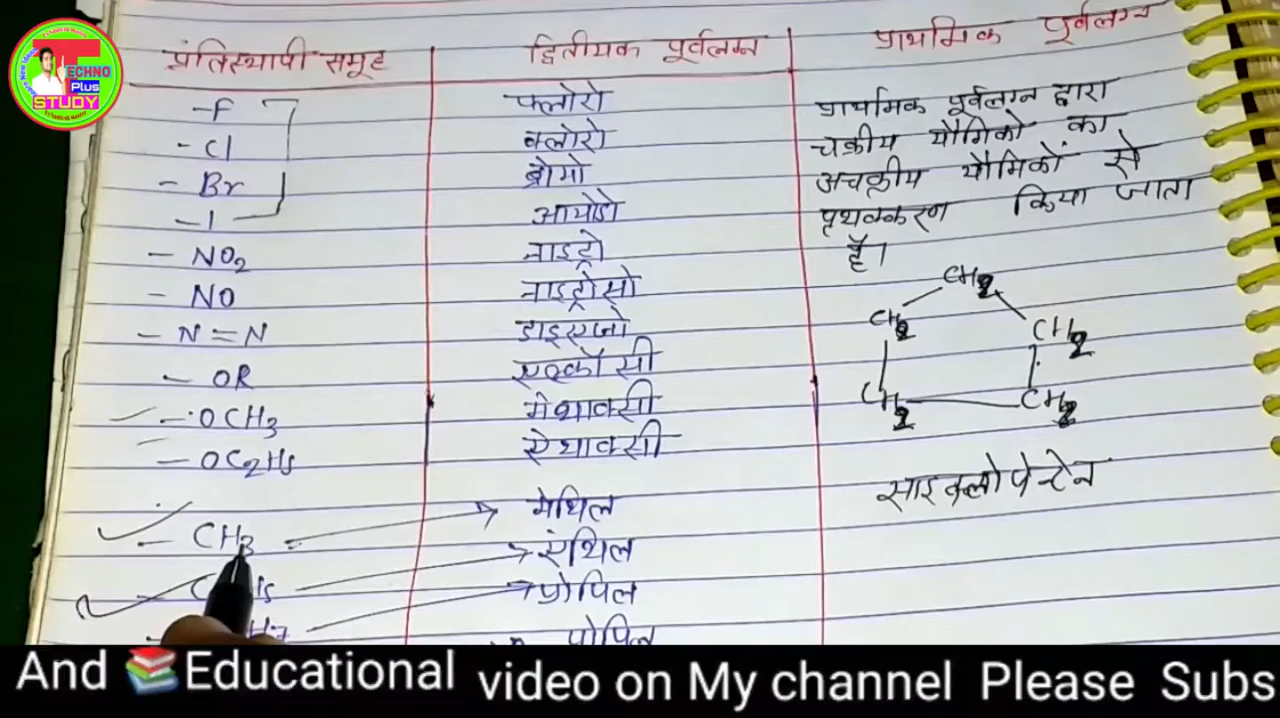 TECHNO
Plus
STUDY
प्रतिस्थापी समूह
द्वितीयक पूर्वलग्न
प्राथमिक पूर्वलग्न
-F फ्लोरो
- Cl क्लोरो
- Br ब्रोमो
- I आयोडो
- NO2 नाइट्रो
- NO नाइट्रोसो
- N = N डाइएजो
- OR एल्कॉसी
- OCH3 मेथाक्सी
- OC2H5 ऐथाक्सी
- CH3 मेथिल
एथिल
प्रोपिल
प्राथमिक पूर्वलग्न द्वारा
चक्रीय यौगिको का
अचक्रीय यौगिकों से
पृथक्करण किया जाता
है।
CH2
CH2 CH2
CH2 CH2
साइक्लोपेन्टेन
And 📚Educational video on My channel Please Subs